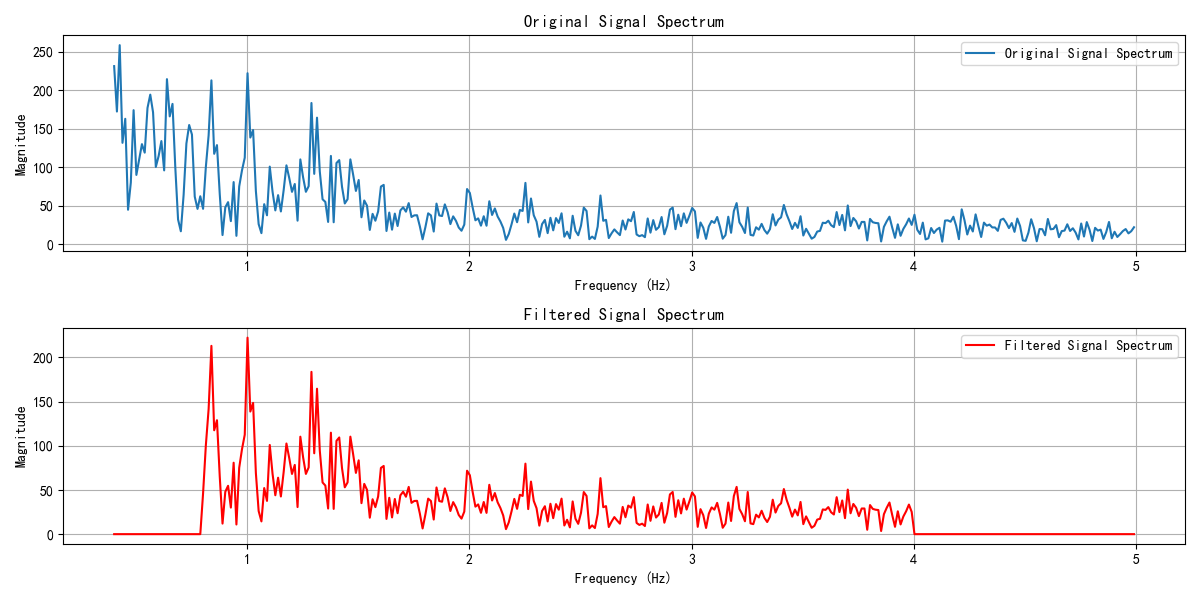 Original Signal Spectrum
Original Signal Spectrum
Magnitude
250
200
150
100
50
0
1
2
3
4
5
Frequency (Hz)
Filtered Signal Spectrum
Filtered Signal Spectrum
Magnitude
200
150
100
50
0
1
2
3
4
5
Frequency (Hz)